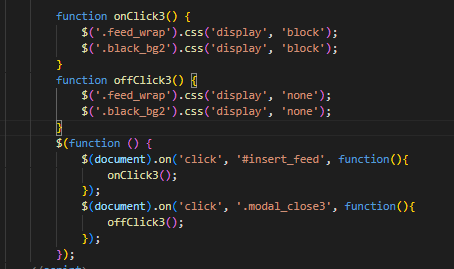 function onClick3() {
$('.feed_wrap').css('display', 'block');
$('.black_bg2').css('display', 'block');
}
function offClick3() {
$('.feed_wrap').css('display', 'none');
$('.black_bg2').css('display', 'none');
}
$(function () {
$(document).on('click', '#insert_feed', function(){
onClick3();
});
$(document).on('click', '.modal_close3', function(){
offClick3();
});
});